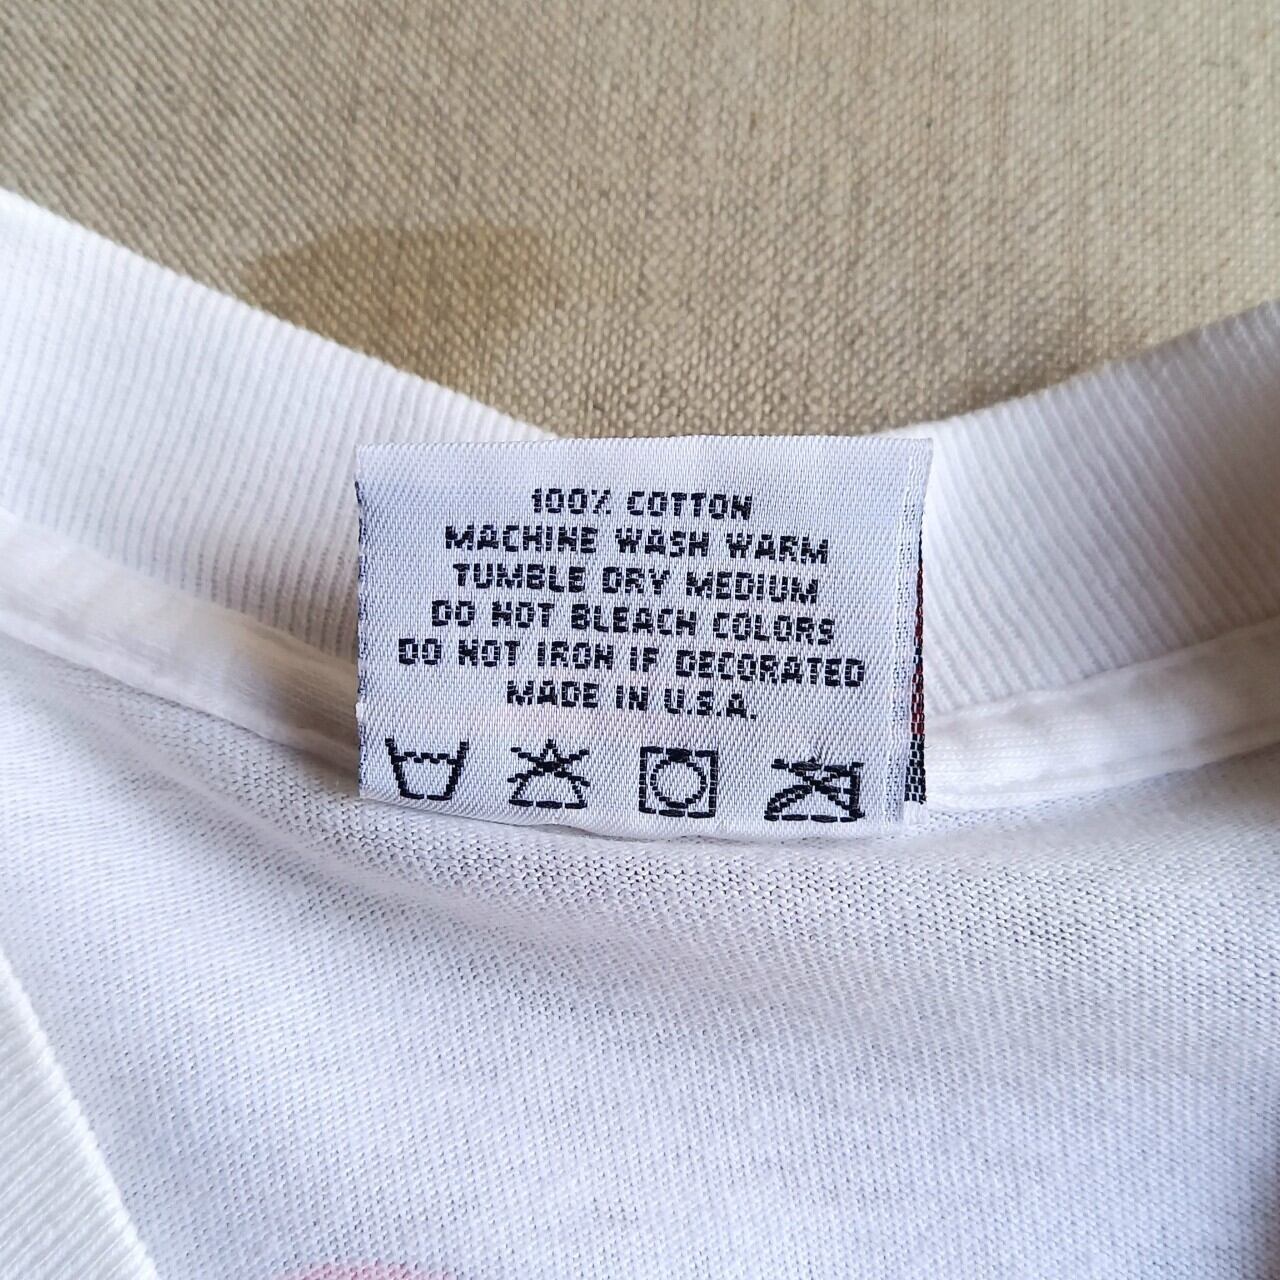 100% COTTON
MACHINE WASH WARM
TUMBLE DRY MEDIUM
DO NOT BLEACH COLORS
DO NOT IRON IF DECORATED
MADE IN U.S.A.